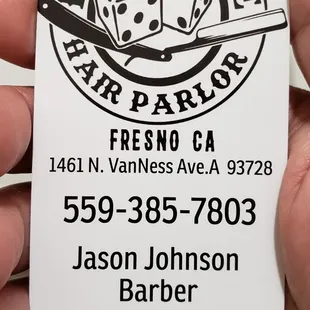 HAIR PARLOR
FRESNO CA
1461 N. VanNess Ave.A 93728
559-385-7803
Jason Johnson
Barber